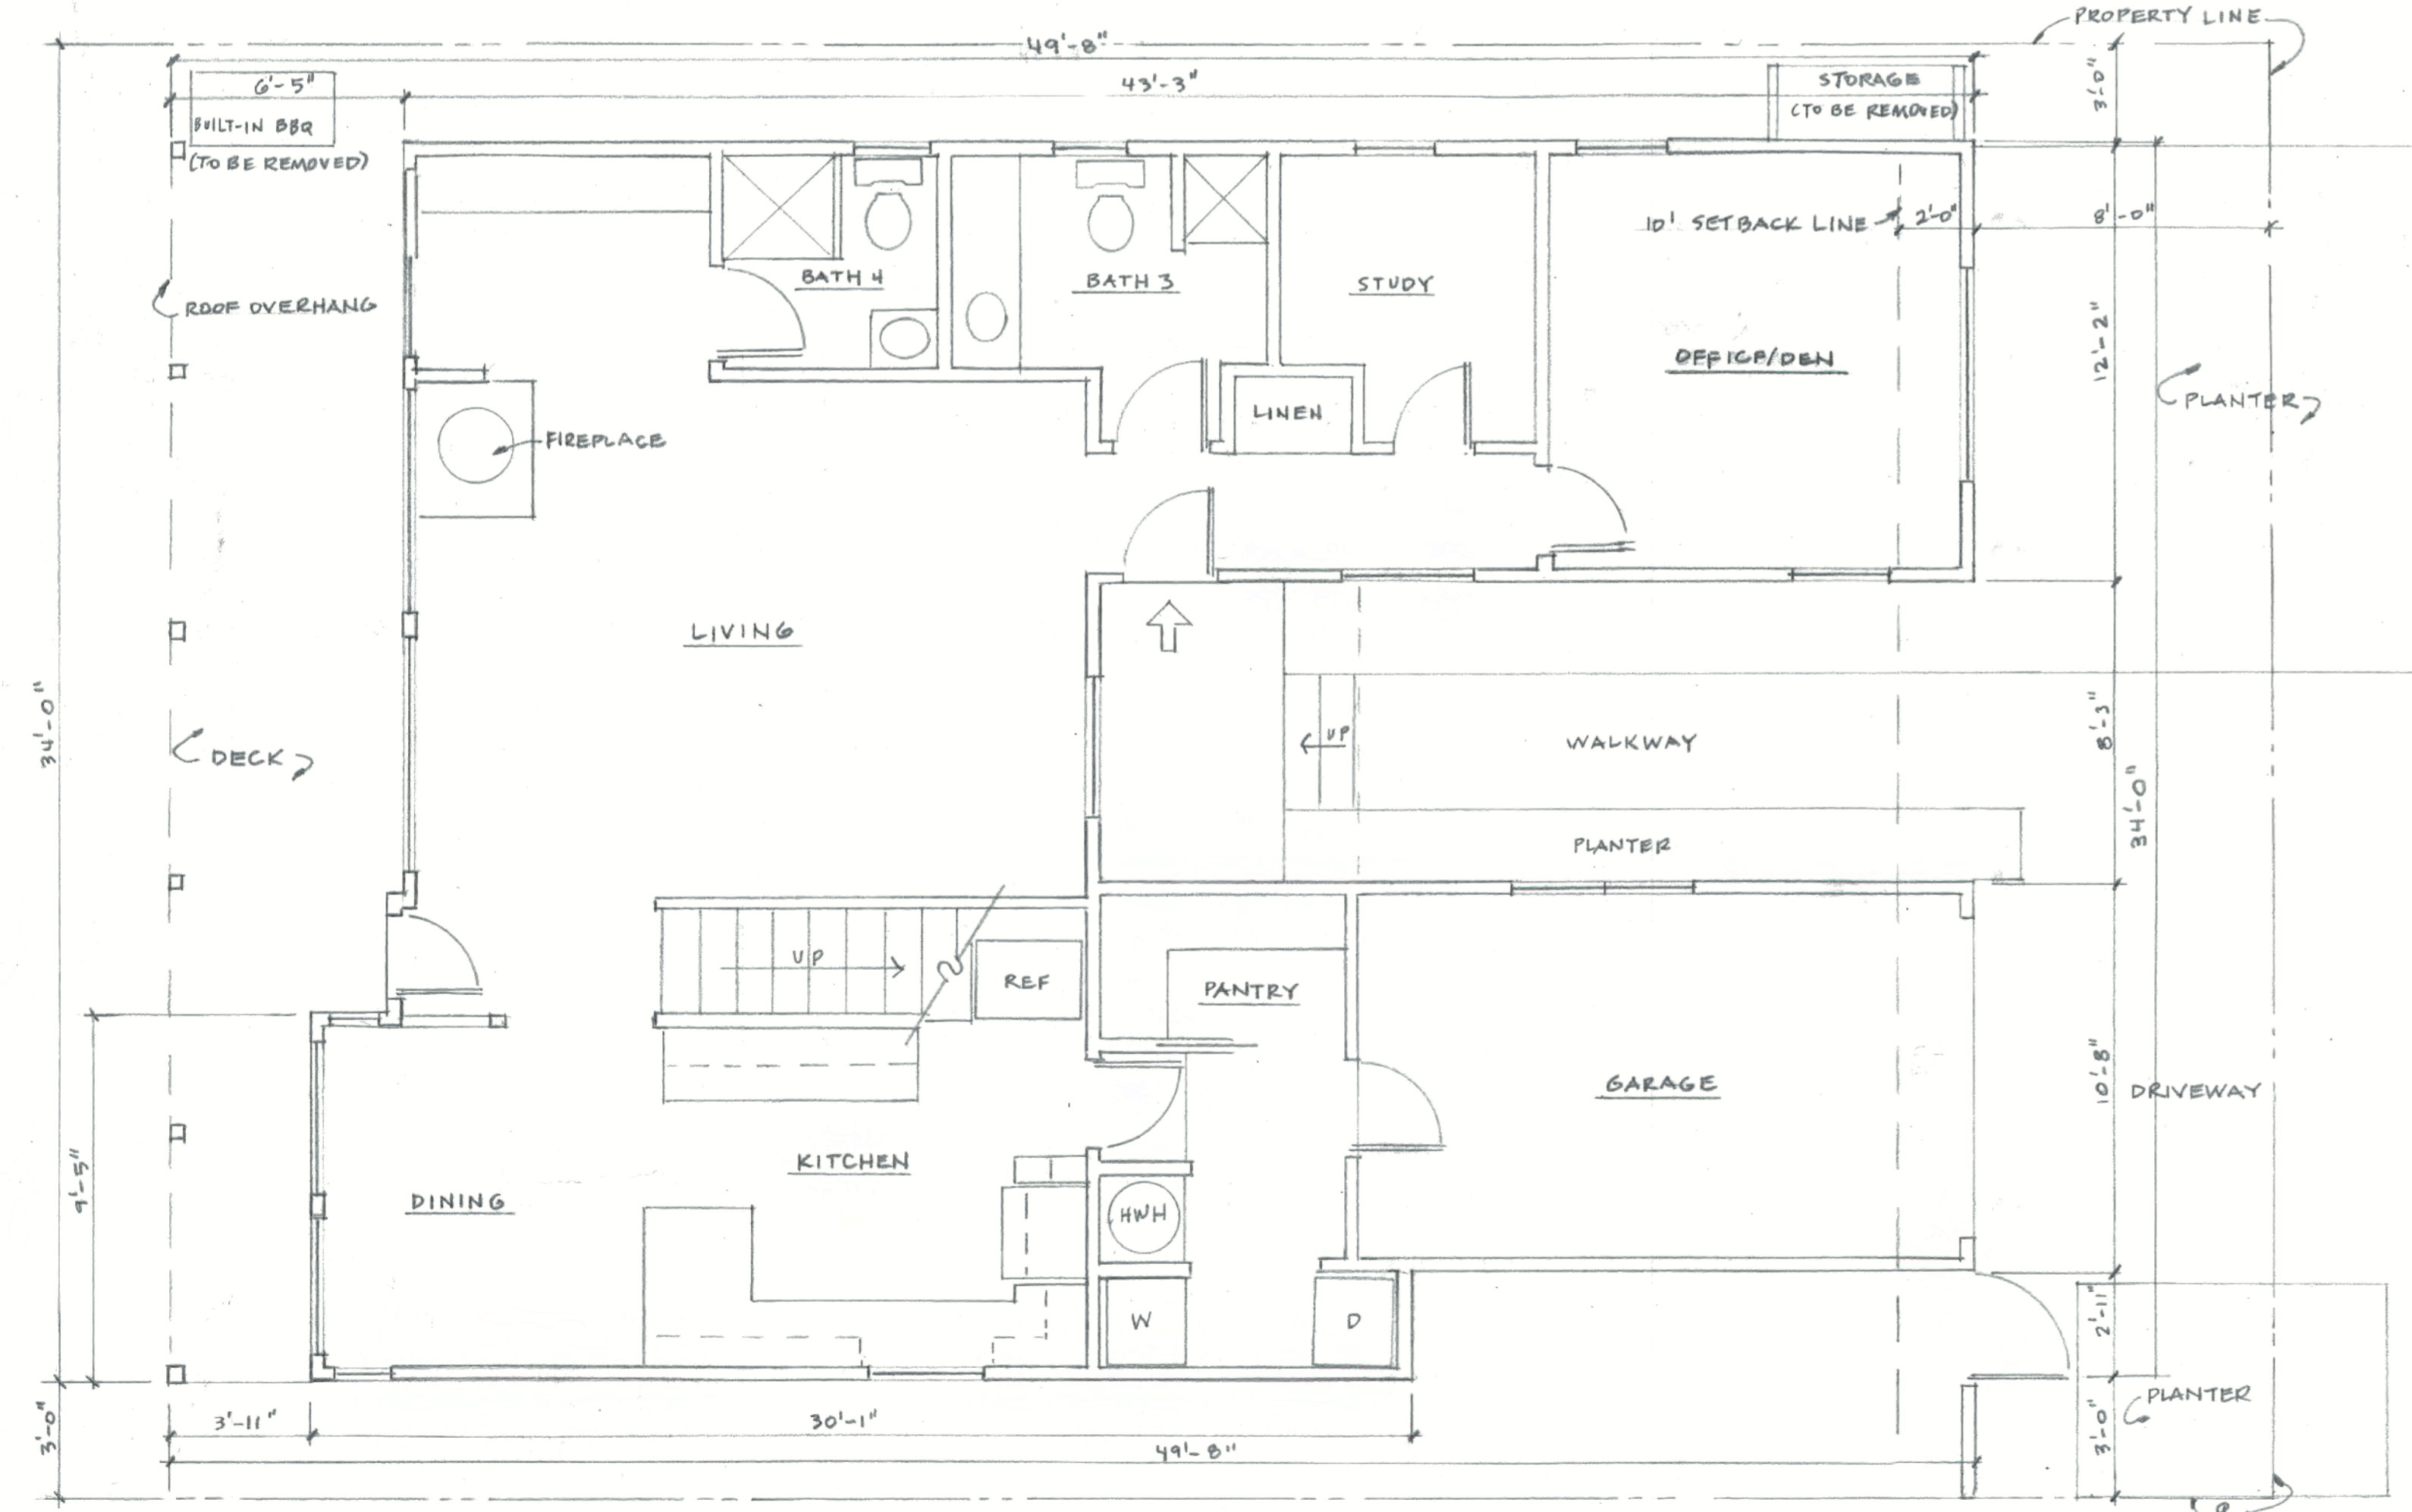 PROPERTY LINE
49'-8"
6'-5"
43'-3"
STORAGE
(TO BE REMOVED)
3'-0"
BUILT-IN BBQ
(TO BE REMOVED)
10' SETBACK LINE
2'-0"
8'-0"
BATH 4
BATH 3
STUDY
ROOF OVERHANG
OFFICE/DEN
12'-2"
PLANTER
LINEN
FIREPLACE
LIVING
34'-0"
DECK
UP
WALKWAY
8'-3"
34'-0"
PLANTER
UP
REF
PANTRY
GARAGE
10'-8"
DRIVEWAY
KITCHEN
9'-5"
DINING
HWH
W
D
2'-11"
PLANTER
3'-0"
3'-11"
30'-1"
3'-0"
49'-8"